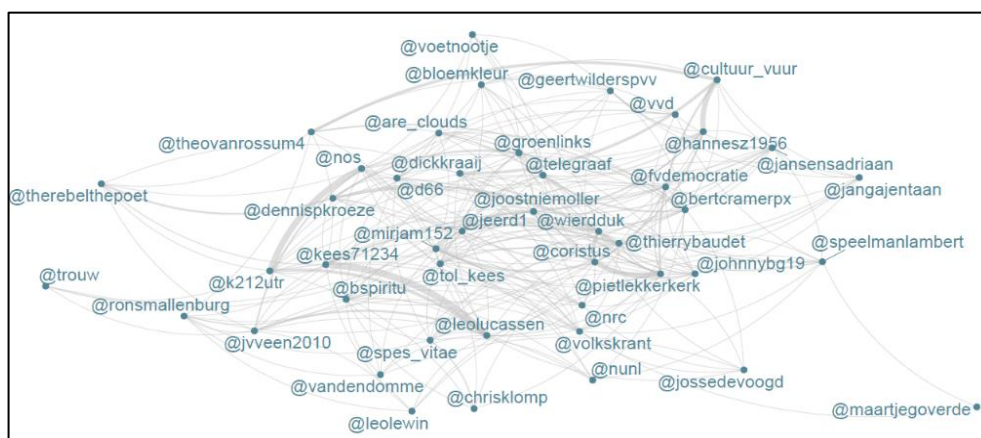 @voetnootje
@cultuur_vuur
@bloemkleur
@geertwilderspvv
@vvd
@are_clouds
@theovanrossum4
@groenlinks
@hannesz1956
@nos
@dickkraaij
@telegraaf
@jansensadriaan
@fvdemocratie
@therebelthepoet
@d66
@jangajentaan
@dennispkroeze
@joostniemoller
@bertcramerpx
@jeerd1
@wierdduk
@mirjam152
@thierrybaudet
@speelmanlambert
@kees71234
@coristus
@johnnybg19
@trouw
@k212utr
@tol_kees
@pietlekkerkerk
@bspiritu
@ronsmallenburg
@nrc
@leolucassen
@jvveen2010
@volkskrant
@spes_vitae
@nunl
@vandendomme
@jossedevoogd
@chrisklomp
@leolewin
@maartjegoverde